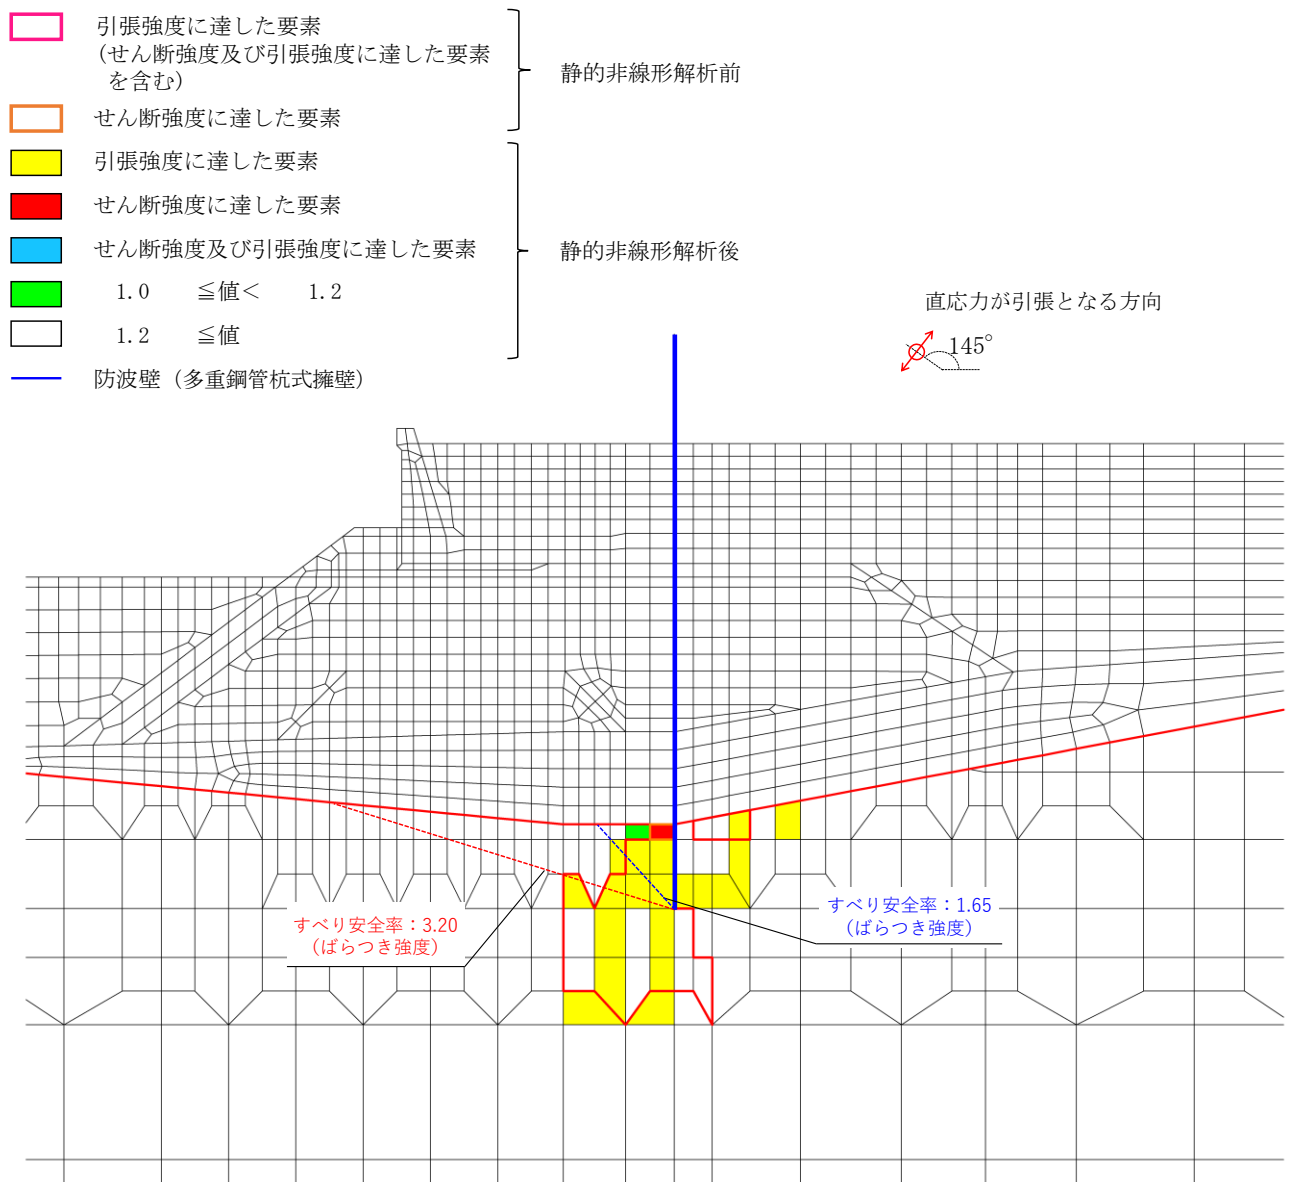 引張強度に達した要素
(せん断強度及び引張強度に達した要素
を含む)
静的非線形解析前
せん断強度に達した要素
引張強度に達した要素
せん断強度に達した要素
せん断強度及び引張強度に達した要素
静的非線形解析後
1.0 ≦値< 1.2
1.2 ≦値
防波壁 (多重鋼管杭式擁壁)
直応力が引張となる方向
145°
すべり安全率:3.20
(ばらつき強度)
すべり安全率:1.65
(ばらつき強度)